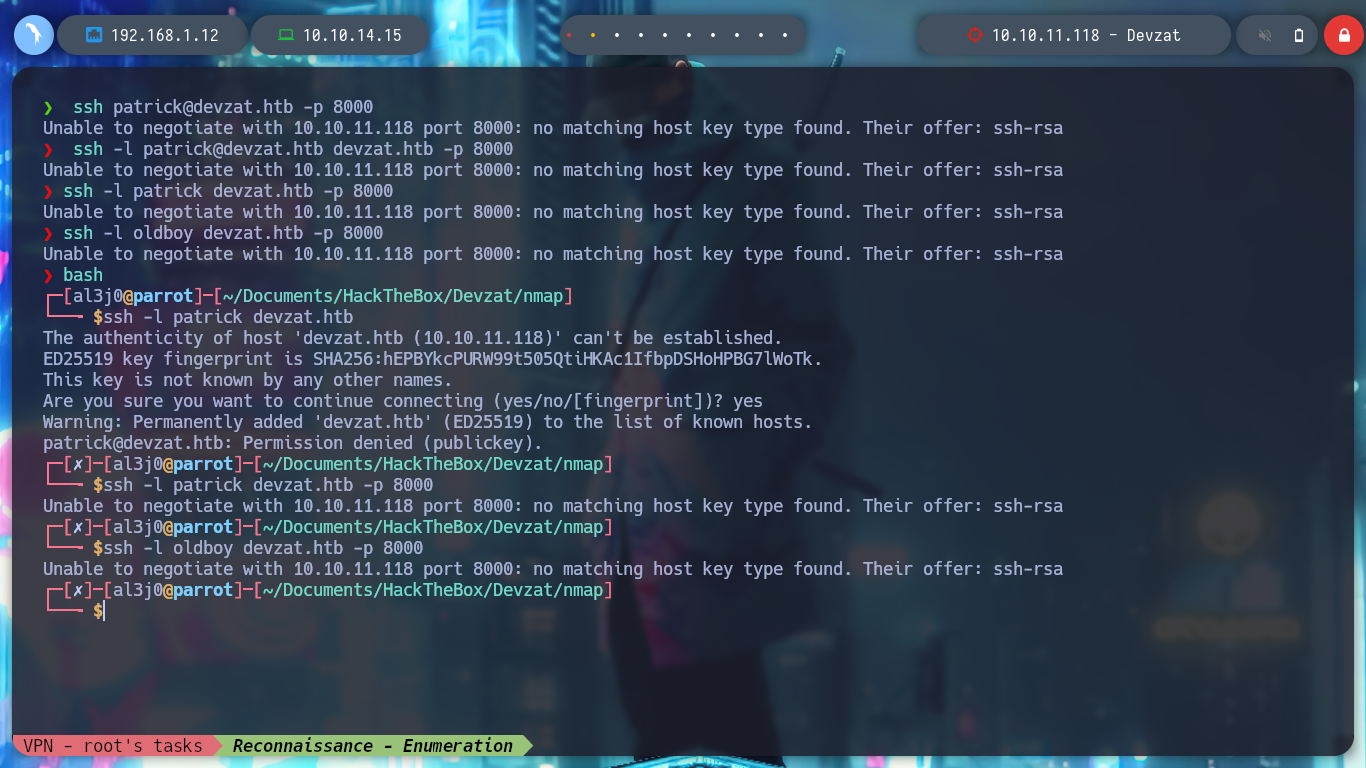 192.168.1.12
10.10.14.15
10.10.11.118 - Devzat
❯ ssh patrick@devzat.htb -p 8000
Unable to negotiate with 10.10.11.118 port 8000: no matching host key type found. Their offer: ssh-rsa
❯ ssh -l patrick@devzat.htb devzat.htb -p 8000
Unable to negotiate with 10.10.11.118 port 8000: no matching host key type found. Their offer: ssh-rsa
❯ ssh -l patrick devzat.htb -p 8000
Unable to negotiate with 10.10.11.118 port 8000: no matching host key type found. Their offer: ssh-rsa
❯ ssh -l oldboy devzat.htb -p 8000
Unable to negotiate with 10.10.11.118 port 8000: no matching host key type found. Their offer: ssh-rsa
❯ bash
┌─[al3j0@parrot]─[~/Documents/HackTheBox/Devzat/nmap]
└──╼ $ssh -l patrick devzat.htb
The authenticity of host 'devzat.htb (10.10.11.118)' can't be established.
ED25519 key fingerprint is SHA256:hEPBYkcPURW99t505QtiHKAc1IfbpDSHoHPBG7lWoTk.
This key is not known by any other names.
Are you sure you want to continue connecting (yes/no/[fingerprint])? yes
Warning: Permanently added 'devzat.htb' (ED25519) to the list of known hosts.
patrick@devzat.htb: Permission denied (publickey).
┌─[✗]─[al3j0@parrot]─[~/Documents/HackTheBox/Devzat/nmap]
└──╼ $ssh -l patrick devzat.htb -p 8000
Unable to negotiate with 10.10.11.118 port 8000: no matching host key type found. Their offer: ssh-rsa
┌─[✗]─[al3j0@parrot]─[~/Documents/HackTheBox/Devzat/nmap]
└──╼ $ssh -l oldboy devzat.htb -p 8000
Unable to negotiate with 10.10.11.118 port 8000: no matching host key type found. Their offer: ssh-rsa
┌─[✗]─[al3j0@parrot]─[~/Documents/HackTheBox/Devzat/nmap]
└──╼ $
VPN - root's tasks
Reconnaissance - Enumeration